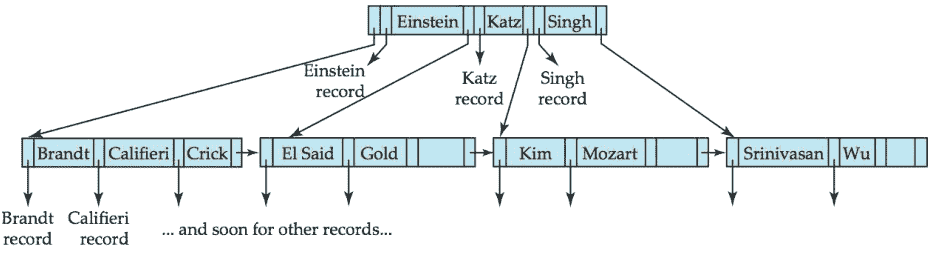 Einstein Katz Singh
Einstein record
Katz record
Singh record
Brandt Califieri Crick El Said Gold Kim Mozart Srinivasan Wu
Brandt record
Califieri record
... and soon for other records...